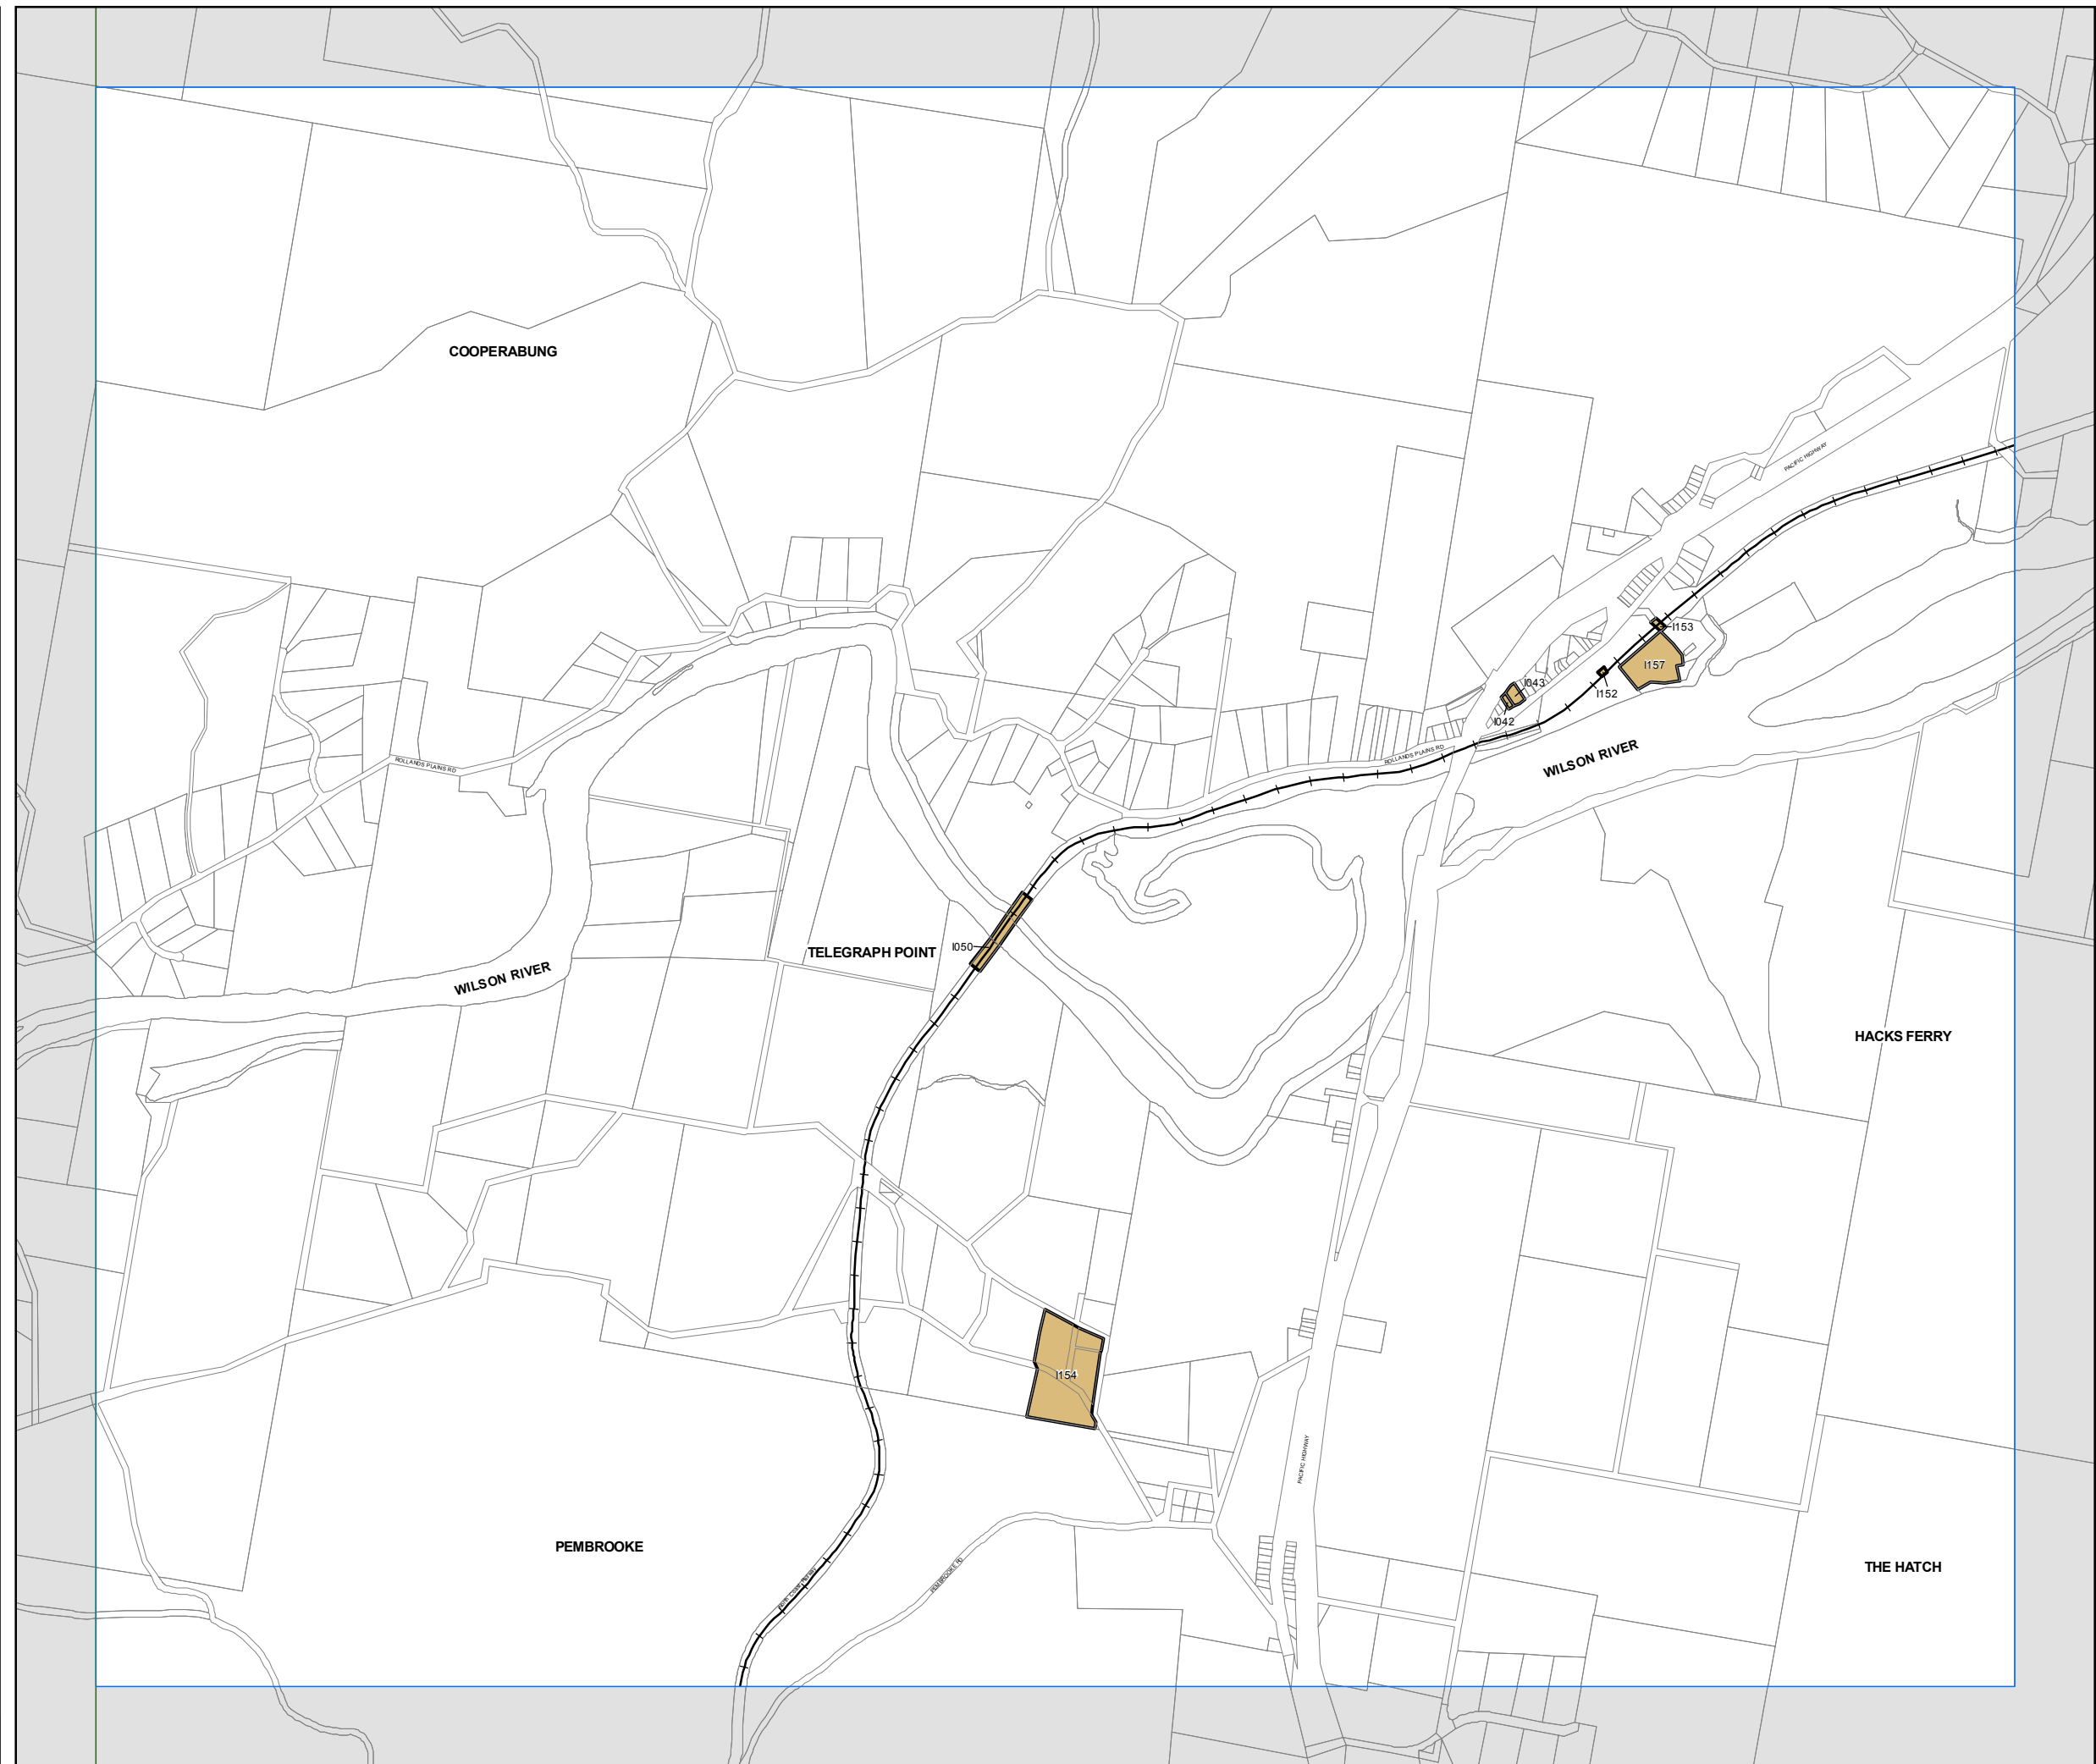 COOPERABUNG
PACIFIC HIGHWAY
I153
I157
I043
I152
I042
ROLLANDS PLAINS RD
WILSON RIVER
ROLLANDS PLAINS RD
I050
TELEGRAPH POINT
WILSON RIVER
HACKS FERRY
I154
PACIFIC HIGHWAY
PEMBROOKE
THE HATCH
PEMBROOKE RD